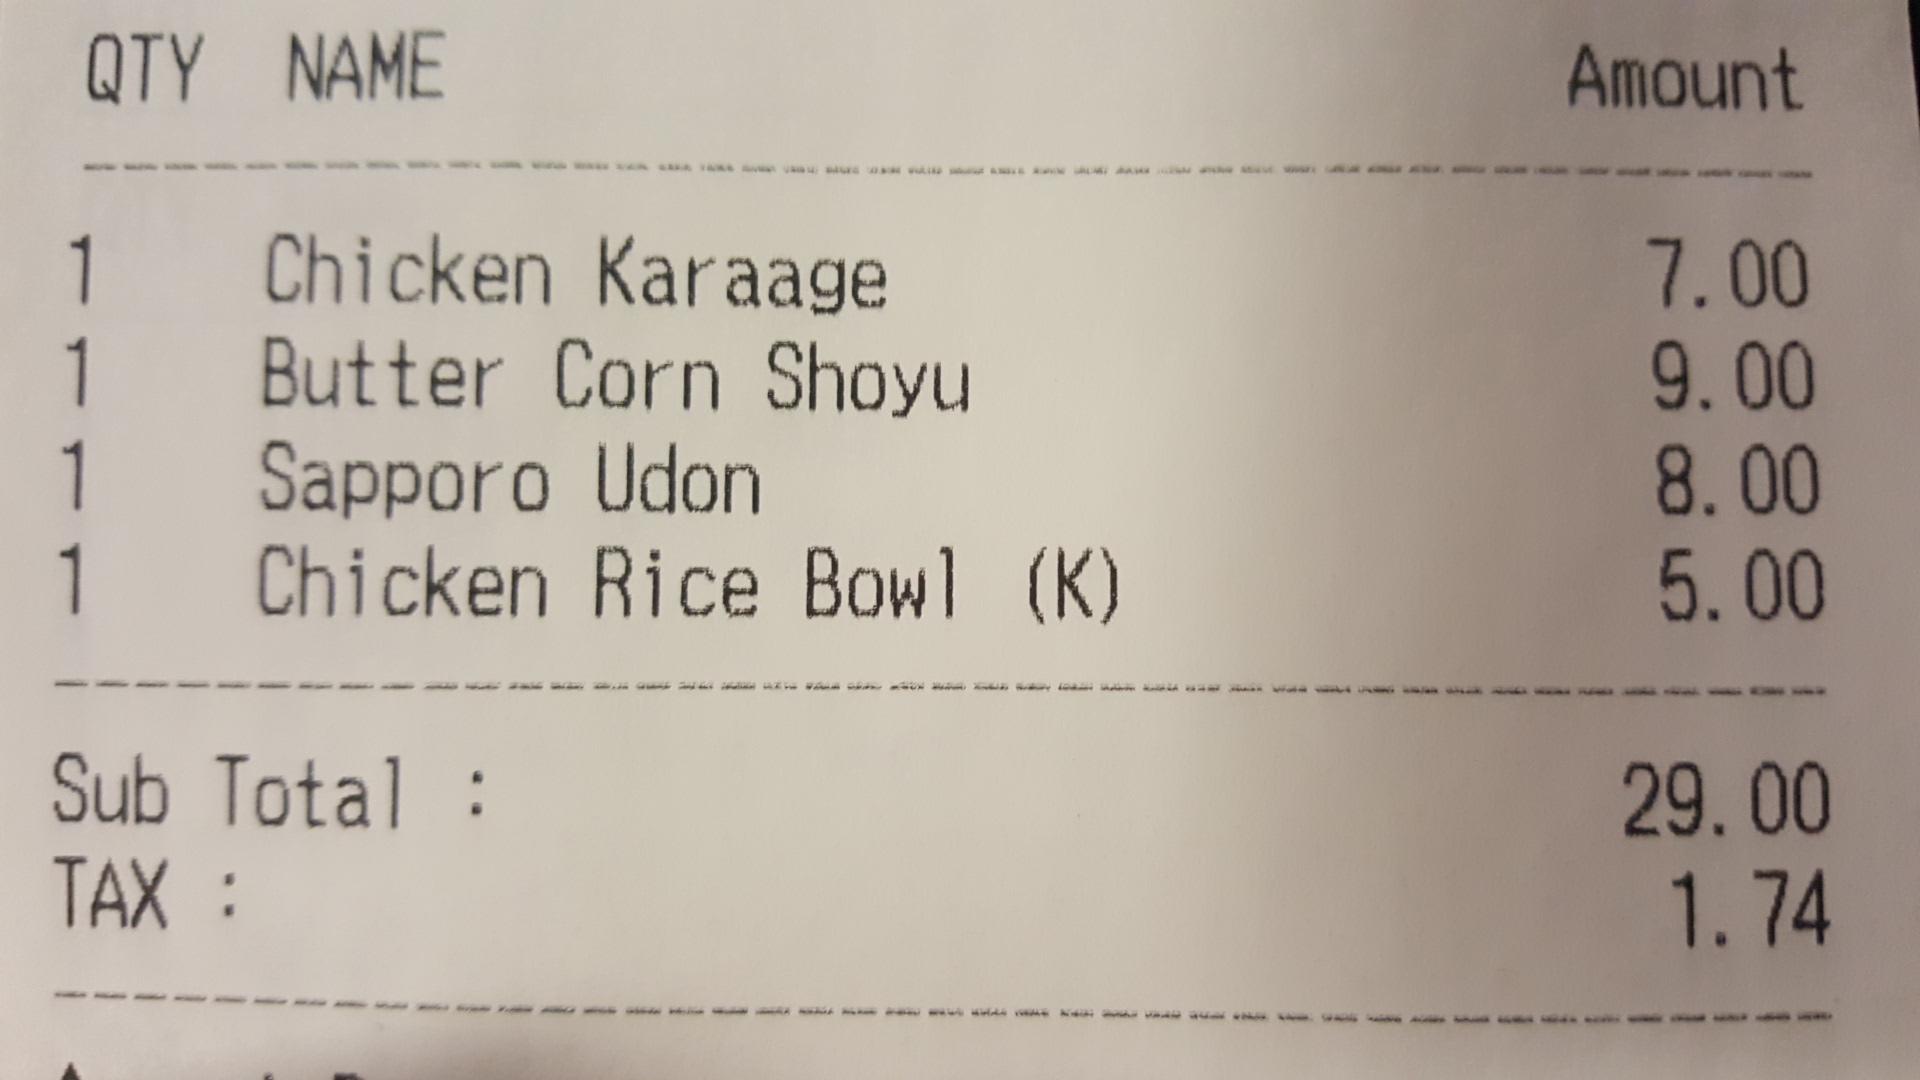 QTY NAME Amount
1 Chicken Karaage 7.00
1 Butter Corn Shoyu 9.00
1 Sapporo Udon 8.00
1 Chicken Rice Bowl (K) 5.00
Sub Total : 29.00
TAX : 1.74